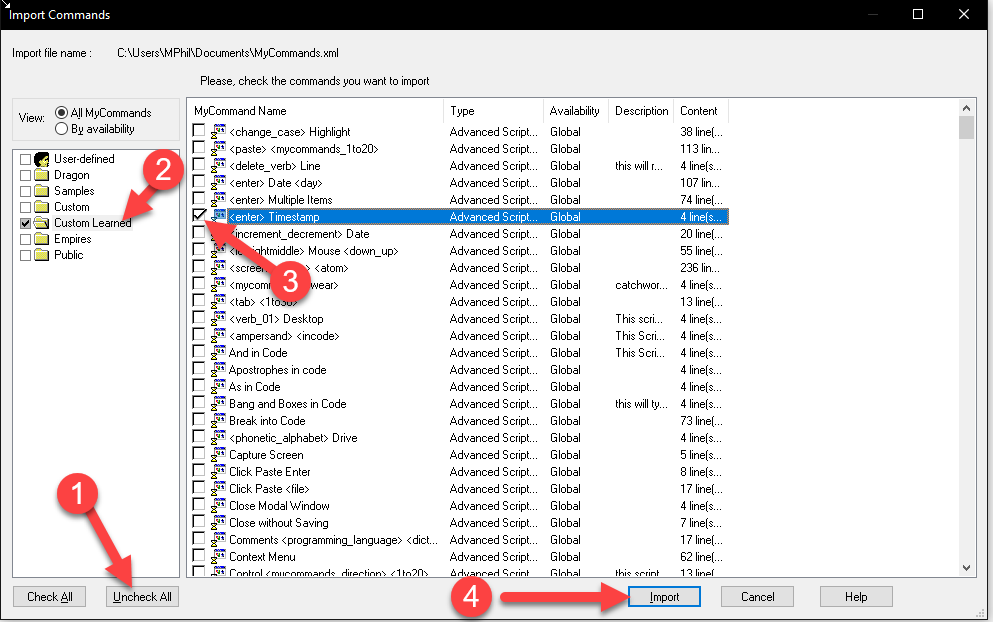 Import Commands
Import file name : C:\Users\MPhil\Documents\MyCommands.xml
Please, check the commands you want to import
View: All MyCommands
By availability
User-defined
Dragon
Samples
Custom
Custom Learned
Empires
Public
2
MyCommand Name Type Availability Description Content
<change_case> Highlight Advanced Script... Global 38 line(...
<paste> <mycommands_1to20> Advanced Script... Global 113 lin...
<delete_verb> Line Advanced Script... Global this will r... 4 line(s...
<enter> Date <day> Advanced Script... Global 107 lin...
<enter> Multiple Items Advanced Script... Global 74 line(...
<enter> Timestamp Advanced Script... Global 4 line(s...
<increment_decrement> Date Advanced Script... Global 20 line(...
Mouse <down_up> Advanced Script... Global 55 line(...
<atom> Advanced Script... Global 236 lin...
3
Advanced Script... Global catchwor... 4 line(s...
<tab> <1to30> Advanced Script... Global 13 line(...
<verb_01> Desktop Advanced Script... Global This scri... 4 line(s...
<ampersand> <incode> Advanced Script... Global This Scri... 4 line(s...
And in Code Advanced Script... Global This Scri... 4 line(s...
Apostrophes in code Advanced Script... Global 4 line(s...
As in Code Advanced Script... Global 4 line(s...
Bang and Boxes in Code Advanced Script... Global this will ty... 4 line(s...
Break into Code Advanced Script... Global 73 line(...
<phonetic_alphabet> Drive Advanced Script... Global 4 line(s...
Capture Screen Advanced Script... Global 5 line(s...
Click Paste Enter Advanced Script... Global 8 line(s...
Click Paste <file> Advanced Script... Global 17 line(...
Close Modal Window Advanced Script... Global 4 line(s...
Close without Saving Advanced Script... Global 7 line(s...
Comments <programming_language> <dict... Advanced Script... Global 17 line(...
Context Menu Advanced Script... Global 62 line(...
Control <mycommands_direction> <1to20> Advanced Script... Global this script 13 line(...
1
Check All Uncheck All 4 Import Cancel Help